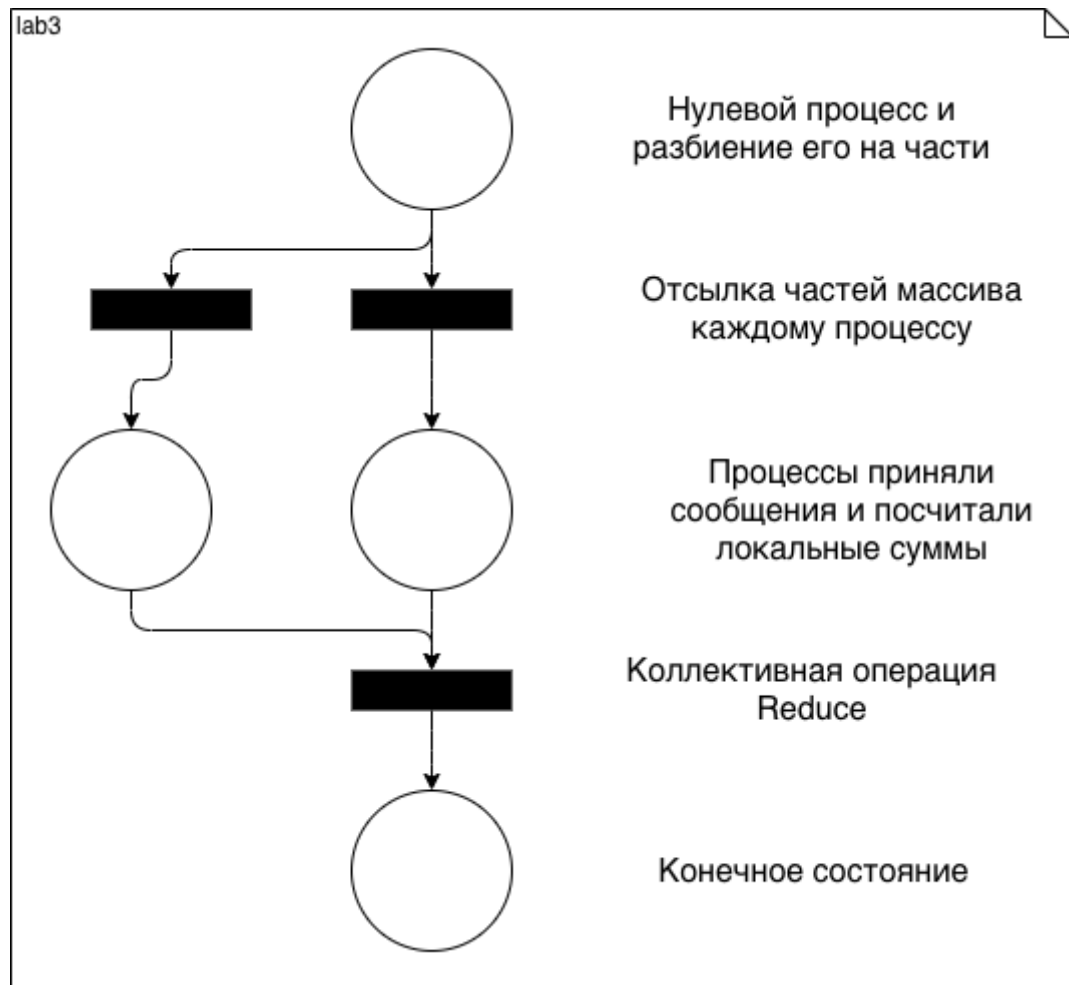 lab3
Нулевой процесс и
разбиение его на части
Отсылка частей массива
каждому процессу
Процессы приняли
сообщения и посчитали
локальные суммы
Коллективная операция
Reduce
Конечное состояние